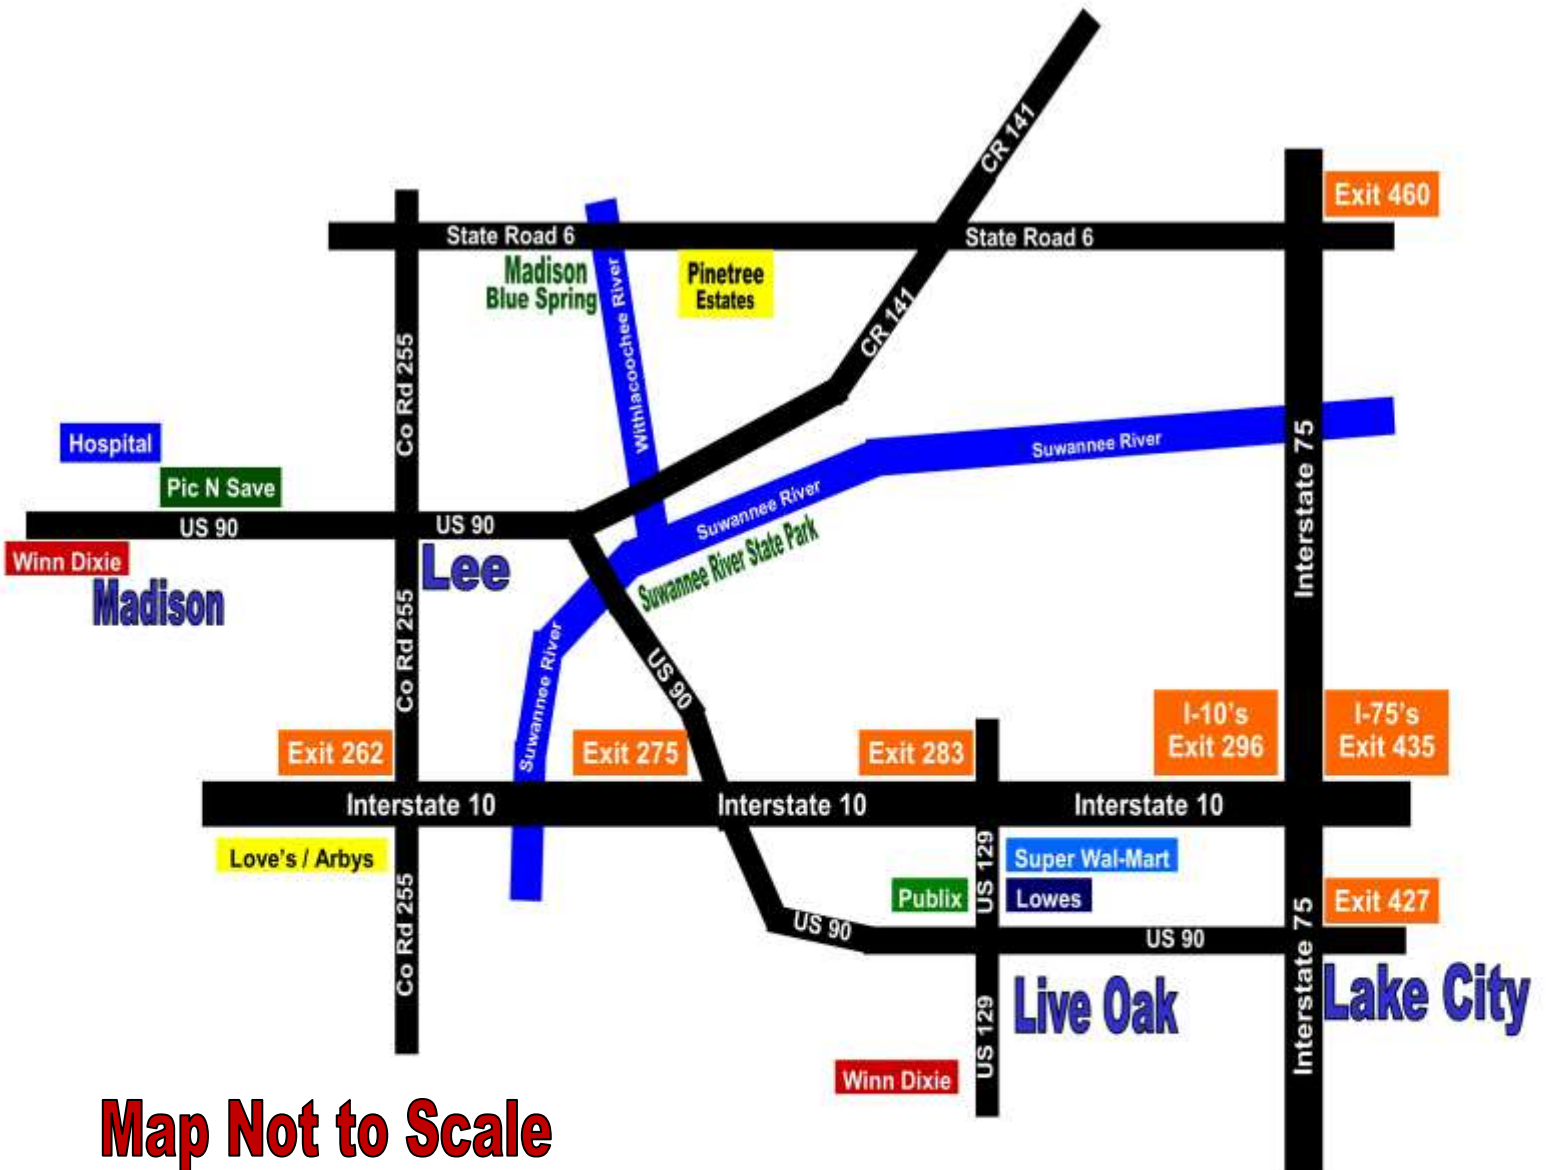 CR 141
Exit 460
State Road 6
State Road 6
Madison
Blue Spring
Withlacoochee River
Pinetree
Estates
CR 141
Co Rd 255
Hospital
Pic N Save
US 90
US 90
Winn Dixie
Madison
Lee
Suwannee River
Suwannee River
Suwannee River State Park
Interstate 75
Co Rd 255
Suwannee River
US 90
Exit 262
Exit 275
Exit 283
I-10's
Exit 296
I-75's
Exit 435
Interstate 10
Interstate 10
Interstate 10
Love's / Arbys
Co Rd 255
US 129
Super Wal-Mart
Publix
Lowes
Exit 427
US 90
US 90
Interstate 75
Live Oak
Lake City
US 129
Winn Dixie
Map Not to Scale